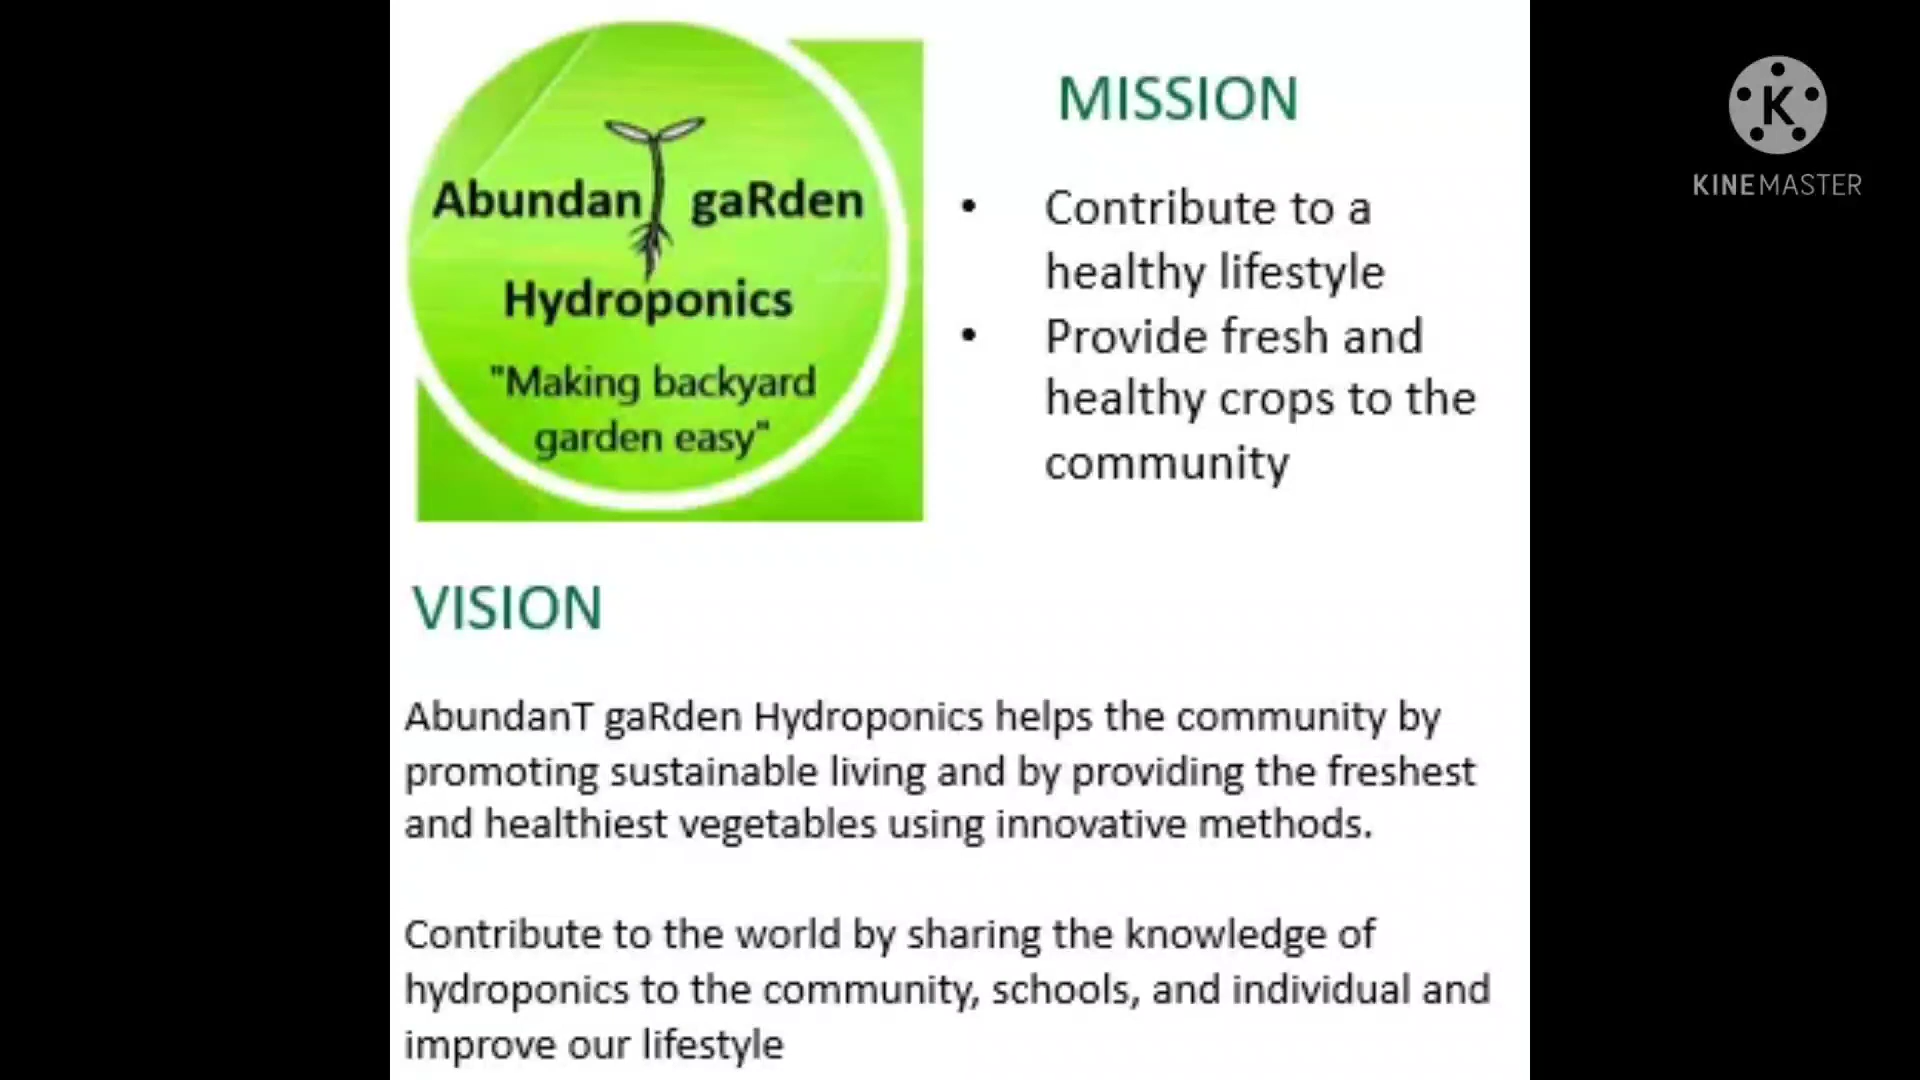 Abundan gaRden
Hydroponics
"Making backyard
garden easy"
MISSION
• Contribute to a
healthy lifestyle
• Provide fresh and
healthy crops to the
community
VISION
AbundanT gaRden Hydroponics helps the community by
promoting sustainable living and by providing the freshest
and healthiest vegetables using innovative methods.
Contribute to the world by sharing the knowledge of
hydroponics to the community, schools, and individual and
improve our lifestyle
K
KINEMASTER